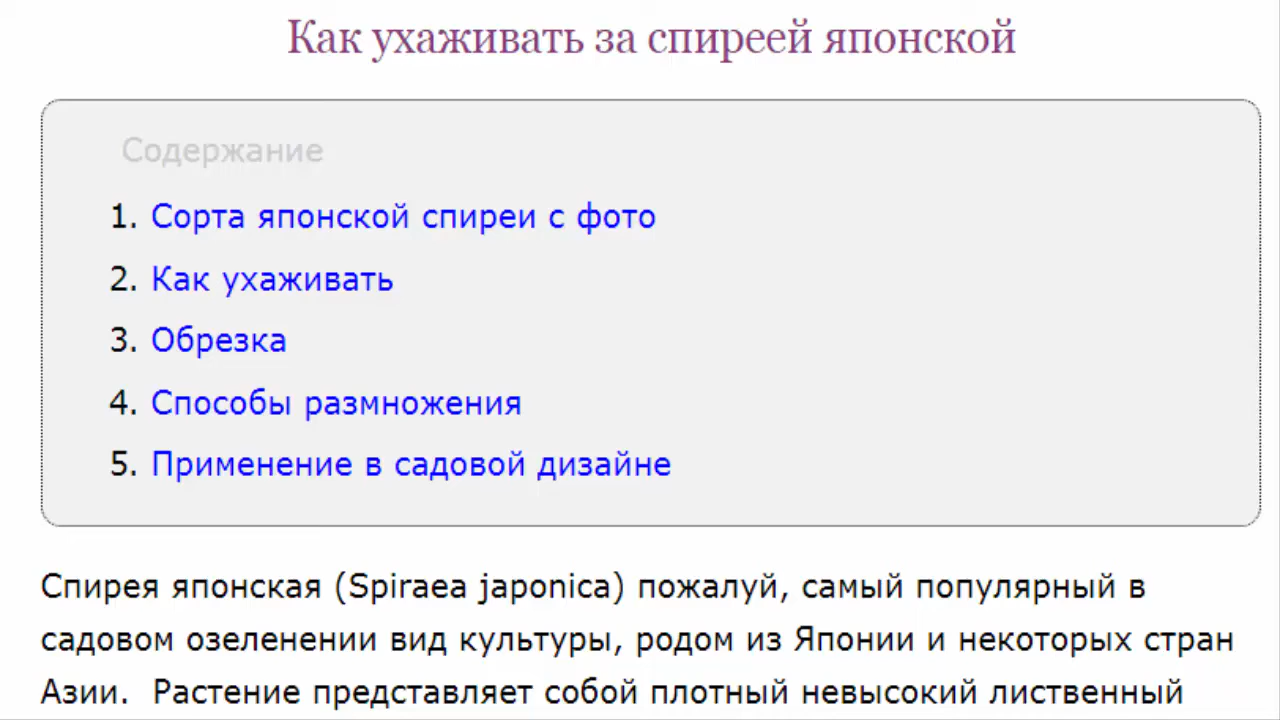 Как ухаживать за спиреей японской
Содержание
1. Сорта японской спиреи с фото
2. Как ухаживать
3. Обрезка
4. Способы размножения
5. Применение в садовой дизайне
Спирея японская (Spiraea japonica) пожалуй, самый популярный в
садовом озеленении вид культуры, родом из Японии и некоторых стран
Азии. Растение представляет собой плотный невысокий лиственный